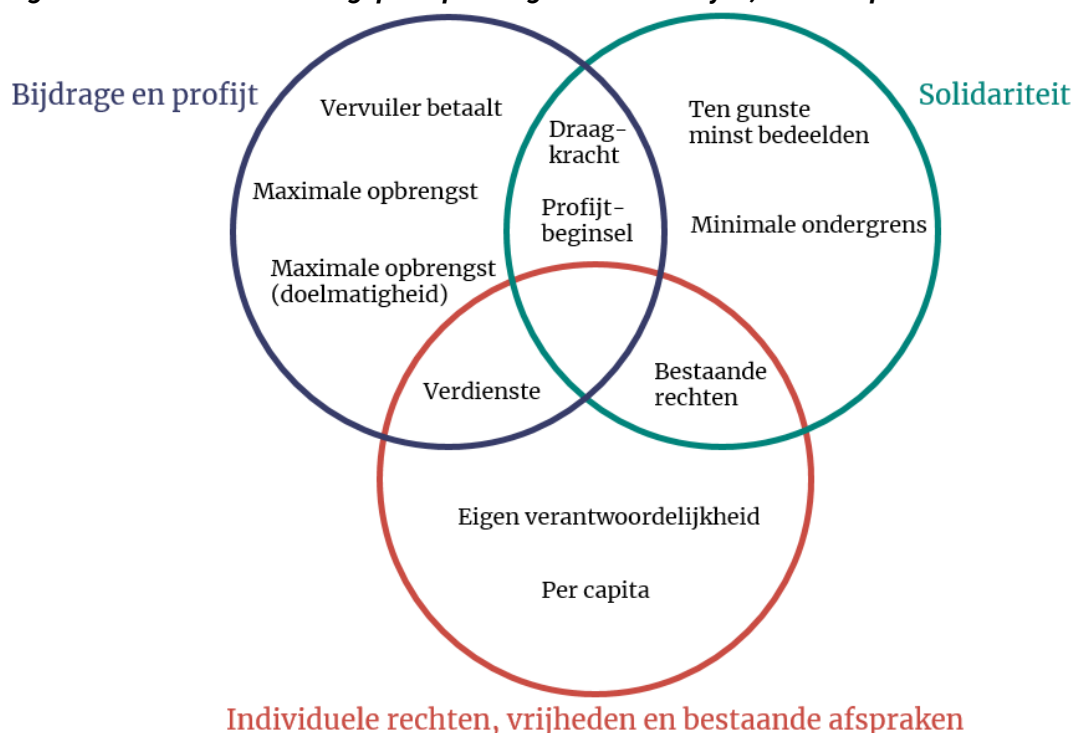 Bijdrage en profijt
Solidariteit
Vervuiler betaalt
Maximale opbrengst
Maximale opbrengst
(doelmatigheid)
Draag-
kracht
Profijt-
beginsel
Ten gunste
minst bedeelden
Minimale ondergrens
Verdienste
Bestaande
rechten
Eigen verantwoordelijkheid
Per capita
Individuele rechten, vrijheden en bestaande afspraken